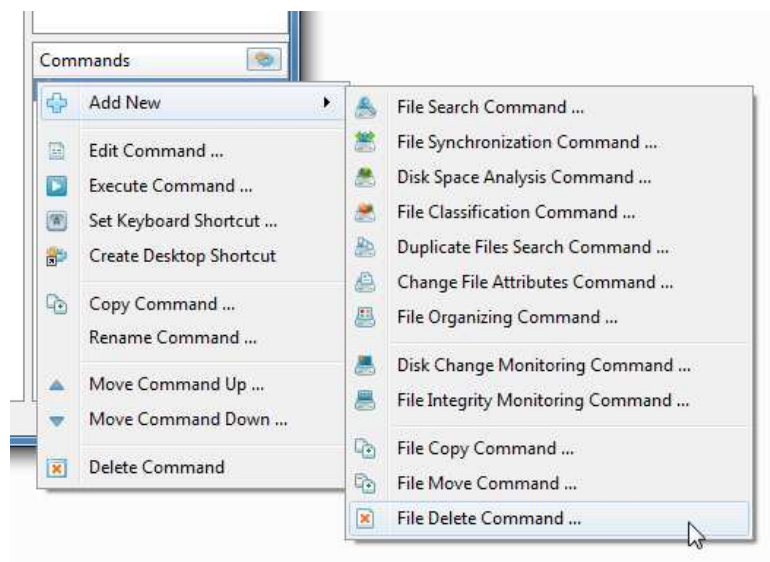 Commands
Add New
Edit Command ...
Execute Command ...
Set Keyboard Shortcut ...
Create Desktop Shortcut
Copy Command ...
Rename Command ...
Move Command Up ...
Move Command Down ...
Delete Command
File Search Command ...
File Synchronization Command ...
Disk Space Analysis Command ...
File Classification Command ...
Duplicate Files Search Command ...
Change File Attributes Command ...
File Organizing Command ...
Disk Change Monitoring Command ...
File Integrity Monitoring Command ...
File Copy Command ...
File Move Command ...
File Delete Command ...